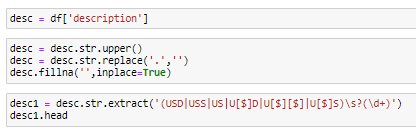 desc = df['description']
desc = desc.str.upper()
desc = desc.str.replace('.','')
desc.fillna('',inplace=True)
desc1 = desc.str.extract('(USD|USS|US|U[$]D|U[$][$]|U[$]S)\s?(\d+)')
desc1.head